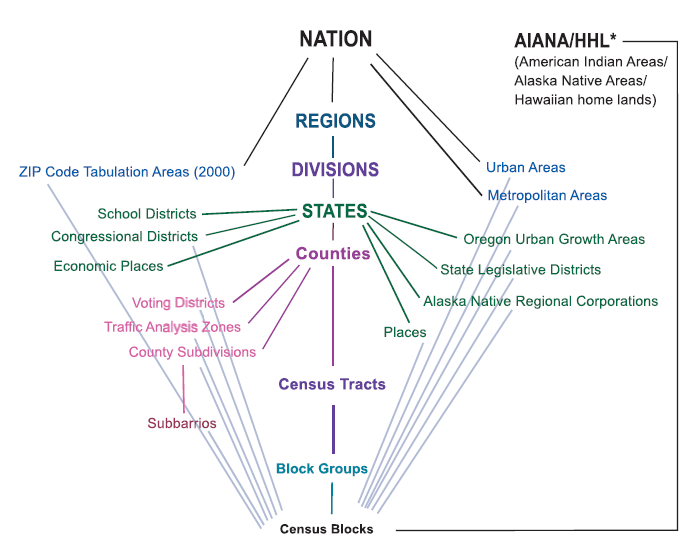 NATION
AIANA/HHL*
(American Indian Areas/
Alaska Native Areas/
Hawaiian home lands)
REGIONS
ZIP Code Tabulation Areas (2000)
DIVISIONS
Urban Areas
Metropolitan Areas
School Districts
STATES
Congressional Districts
Oregon Urban Growth Areas
Economic Places
Counties
State Legislative Districts
Voting Districts
Alaska Native Regional Corporations
Traffic Analysis Zones
Places
County Subdivisions
Census Tracts
Subbarrios
Block Groups
Census Blocks